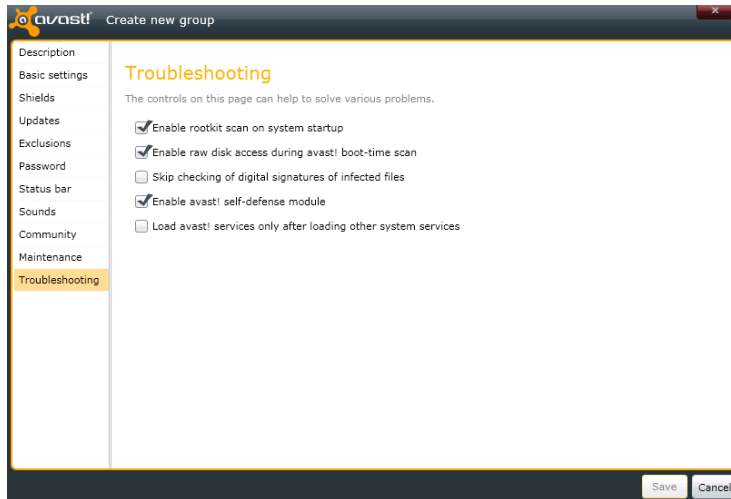 avast! Create new group
Description
Basic settings
Shields
Updates
Exclusions
Password
Status bar
Sounds
Community
Maintenance
Troubleshooting
Troubleshooting
The controls on this page can help to solve various problems.
Enable rootkit scan on system startup
Enable raw disk access during avast! boot-time scan
Skip checking of digital signatures of infected files
Enable avast! self-defense module
Load avast! services only after loading other system services
Save Cancel